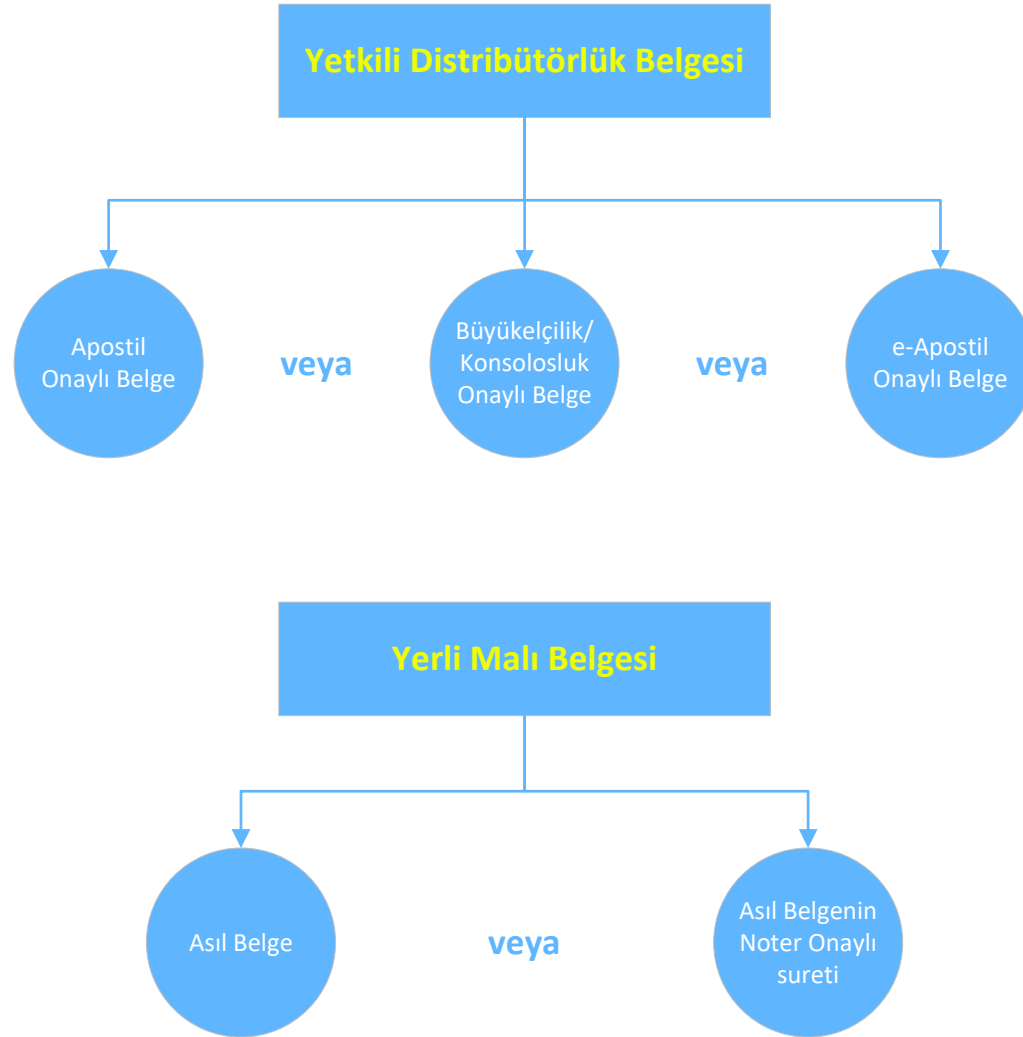 Yetkili Distribütörlük Belgesi
Apostil
Onaylı Belge
veya
Büyükelçilik/
Konsolosluk
Onaylı Belge
veya
e-Apostil
Onaylı Belge
Yerli Malı Belgesi
Asıl Belge
veya
Asıl Belgenin
Noter Onaylı
sureti